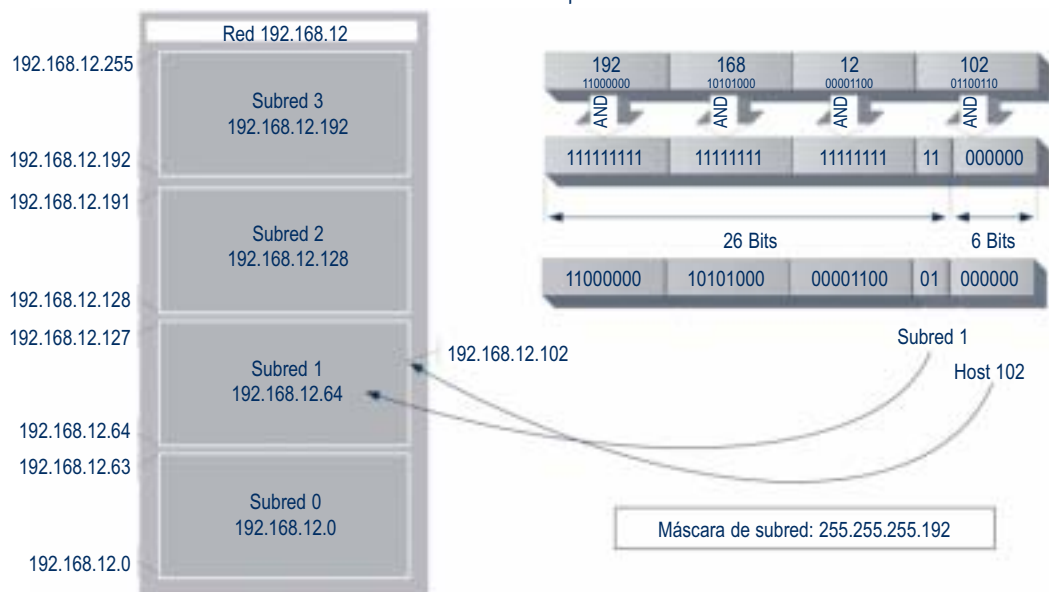 Red 192.168.12
192.168.12.255
Subred 3
192.168.12.192
192.168.12.192
192.168.12.191
Subred 2
192.168.12.128
192.168.12.128
192.168.12.127
Subred 1
192.168.12.64
192.168.12.102
192.168.12.64
192.168.12.63
Subred 0
192.168.12.0
192.168.12.0
192 168 12 102
11000000 10101000 00001100 01100110
AND AND AND AND
111111111 11111111 11111111 11 000000
26 Bits 6 Bits
11000000 10101000 00001100 01 000000
Subred 1
Host 102
Máscara de subred: 255.255.255.192